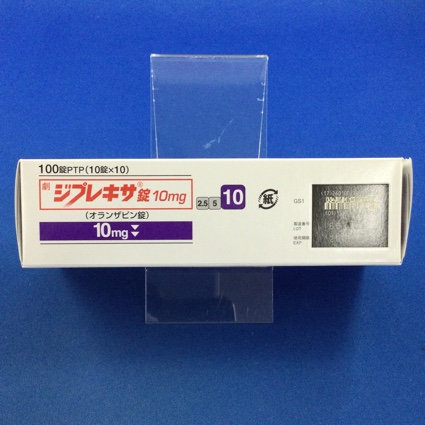 100錠PTP(10錠×10)
劇 ジプレキサ®錠10mg
2.5 5 10
(オランザピン錠)
10mg
紙
GS1
製造番号
LOT
使用期限
EXP